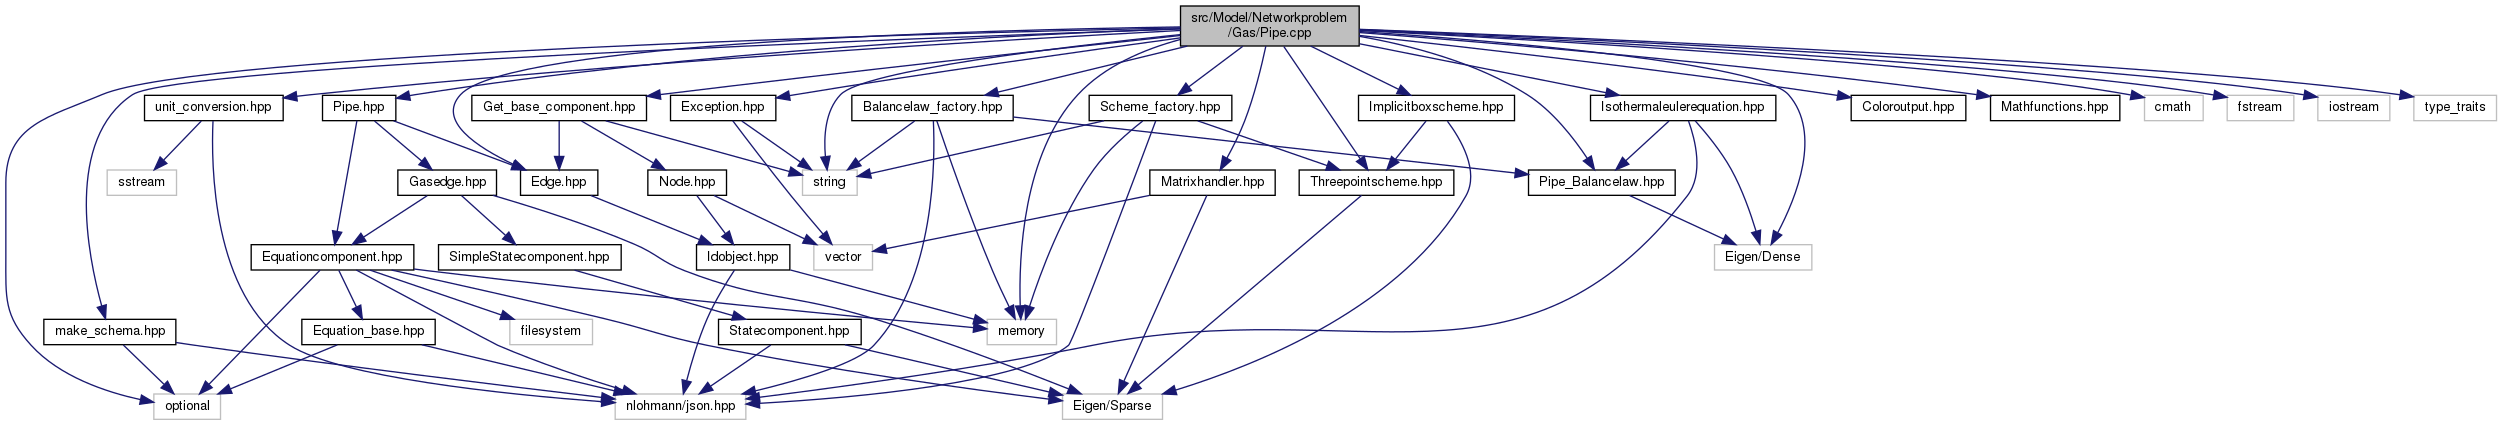 src/Model/Networkproblem
/Gas/Pipe.cpp
unit_conversion.hpp
Pipe.hpp
Get_base_component.hpp
Exception.hpp
Balancelaw_factory.hpp
Scheme_factory.hpp
Implicitboxscheme.hpp
Isothermaleulerequation.hpp
Coloroutput.hpp
Mathfunctions.hpp
cmath
fstream
iostream
type_traits
sstream
Gasedge.hpp
Edge.hpp
Node.hpp
string
Matrixhandler.hpp
Threepointscheme.hpp
Pipe_Balancelaw.hpp
Equationcomponent.hpp
SimpleStatecomponent.hpp
Idobject.hpp
vector
Eigen/Dense
make_schema.hpp
Equation_base.hpp
filesystem
Statecomponent.hpp
memory
optional
nlohmann/json.hpp
Eigen/Sparse